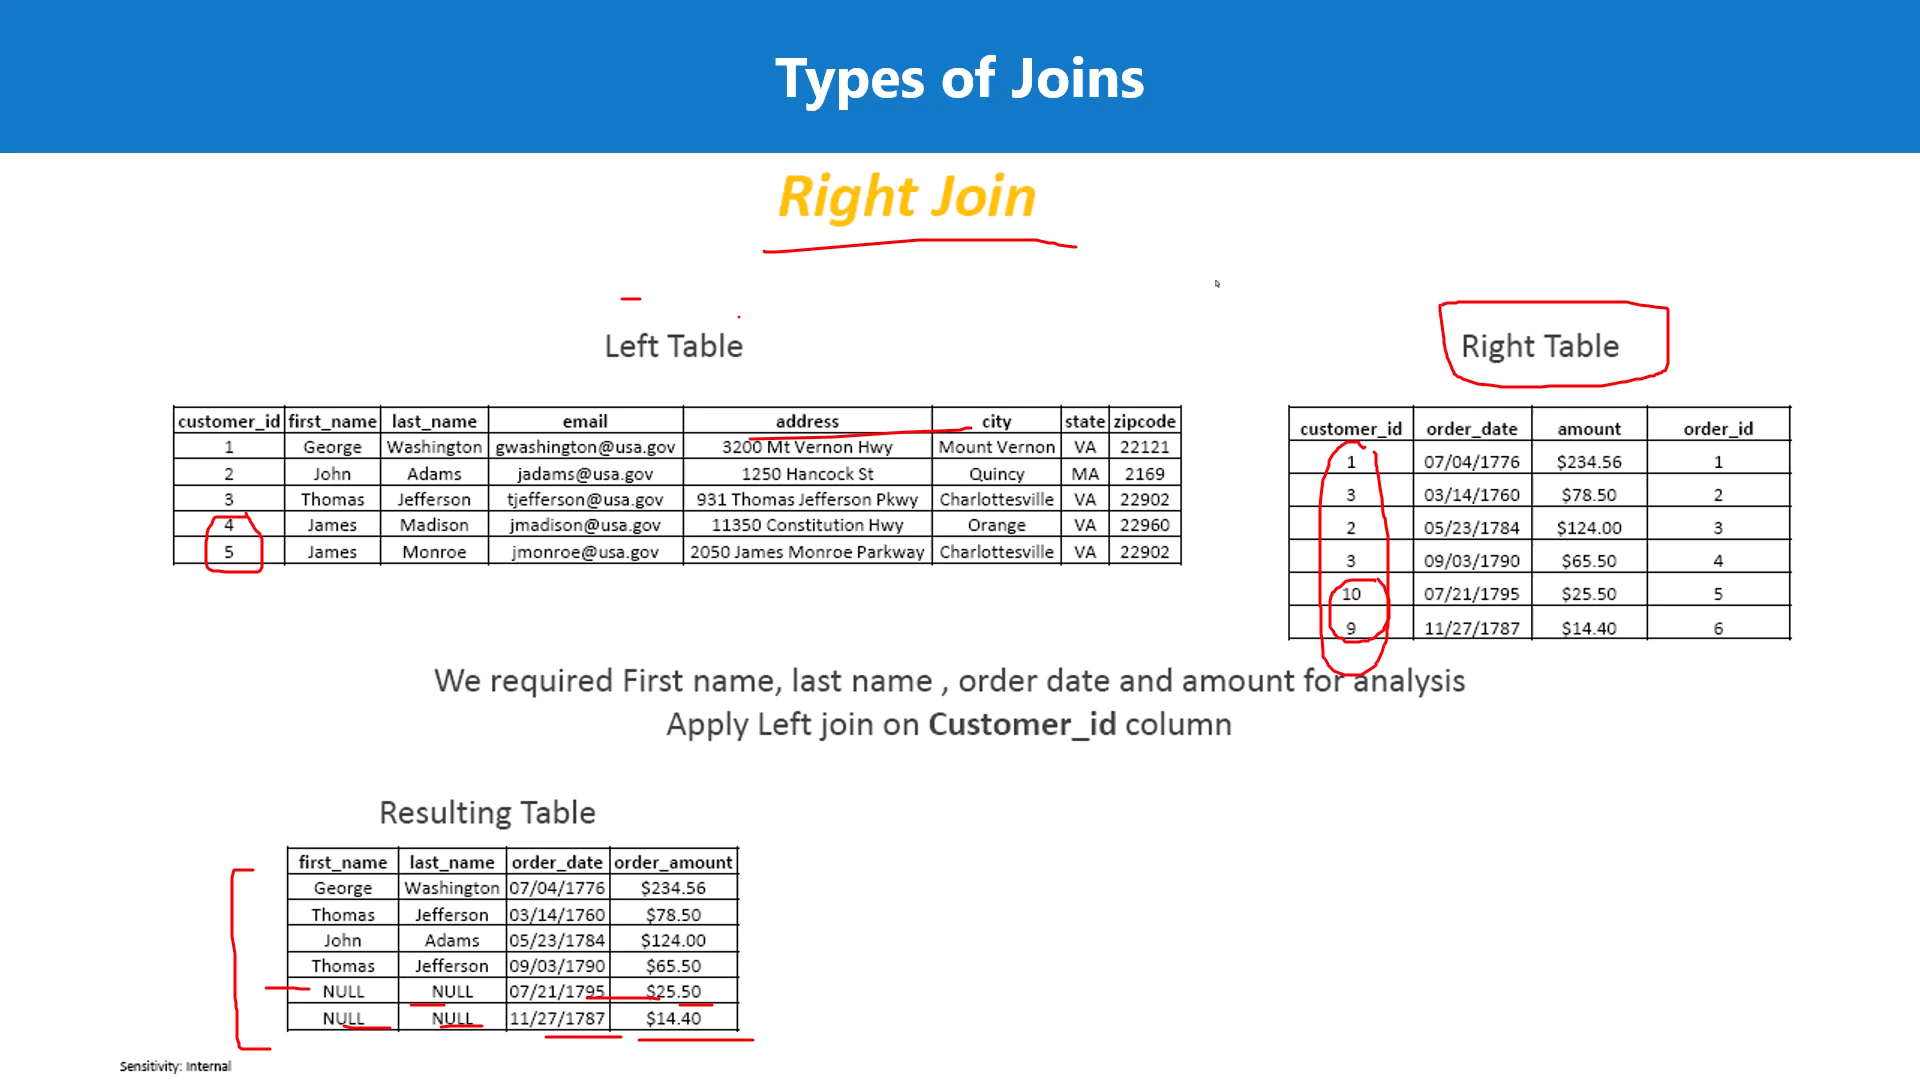 Types of Joins
Right Join
Left Table
Right Table
customer_id first_name last_name email address city state zipcode
1 George Washington gwashington@usa.gov 3200 Mt Vernon Hwy Mount Vernon VA 22121
2 John Adams jadams@usa.gov 1250 Hancock St Quincy MA 2169
3 Thomas Jefferson tjefferson@usa.gov 931 Thomas Jefferson Pkwy Charlottesville VA 22902
4 James Madison jmadison@usa.gov 11350 Constitution Hwy Orange VA 22960
5 James Monroe jmonroe@usa.gov 2050 James Monroe Parkway Charlottesville VA 22902
customer_id order_date amount order_id
1 07/04/1776 $234.56 1
3 03/14/1760 $78.50 2
2 05/23/1784 $124.00 3
3 09/03/1790 $65.50 4
10 07/21/1795 $25.50 5
9 11/27/1787 $14.40 6
We required First name, last name , order date and amount for analysis
Apply Left join on Customer_id column
Resulting Table
first_name last_name order_date order_amount
George Washington 07/04/1776 $234.56
Thomas Jefferson 03/14/1760 $78.50
John Adams 05/23/1784 $124.00
Thomas Jefferson 09/03/1790 $65.50
NULL NULL 07/21/1795 $25.50
NULL NULL 11/27/1787 $14.40
Sensitivity: Internal